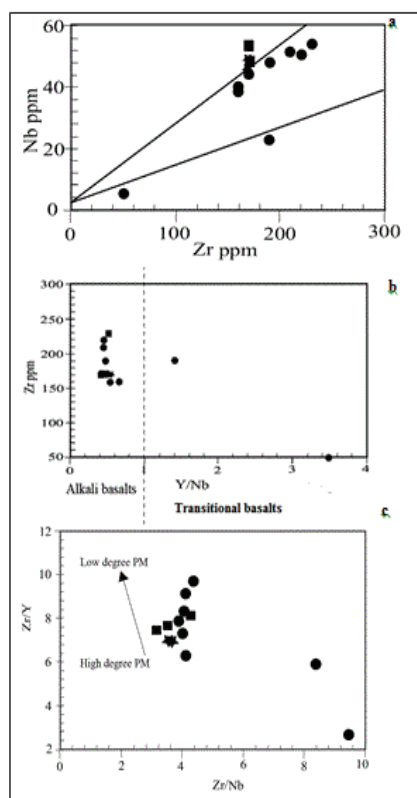 a
60
40
20
0
Nb ppm
0
100
200
300
Zr ppm
b
300
250
200
150
100
50
Zr ppm
0
1
2
3
4
Alkali basalts
Y/Nb
Transitional basalts
c
12
10
8
6
4
2
Zr/Y
Low degree PM
High degree PM
0
2
4
6
8
10
Zr/Nb